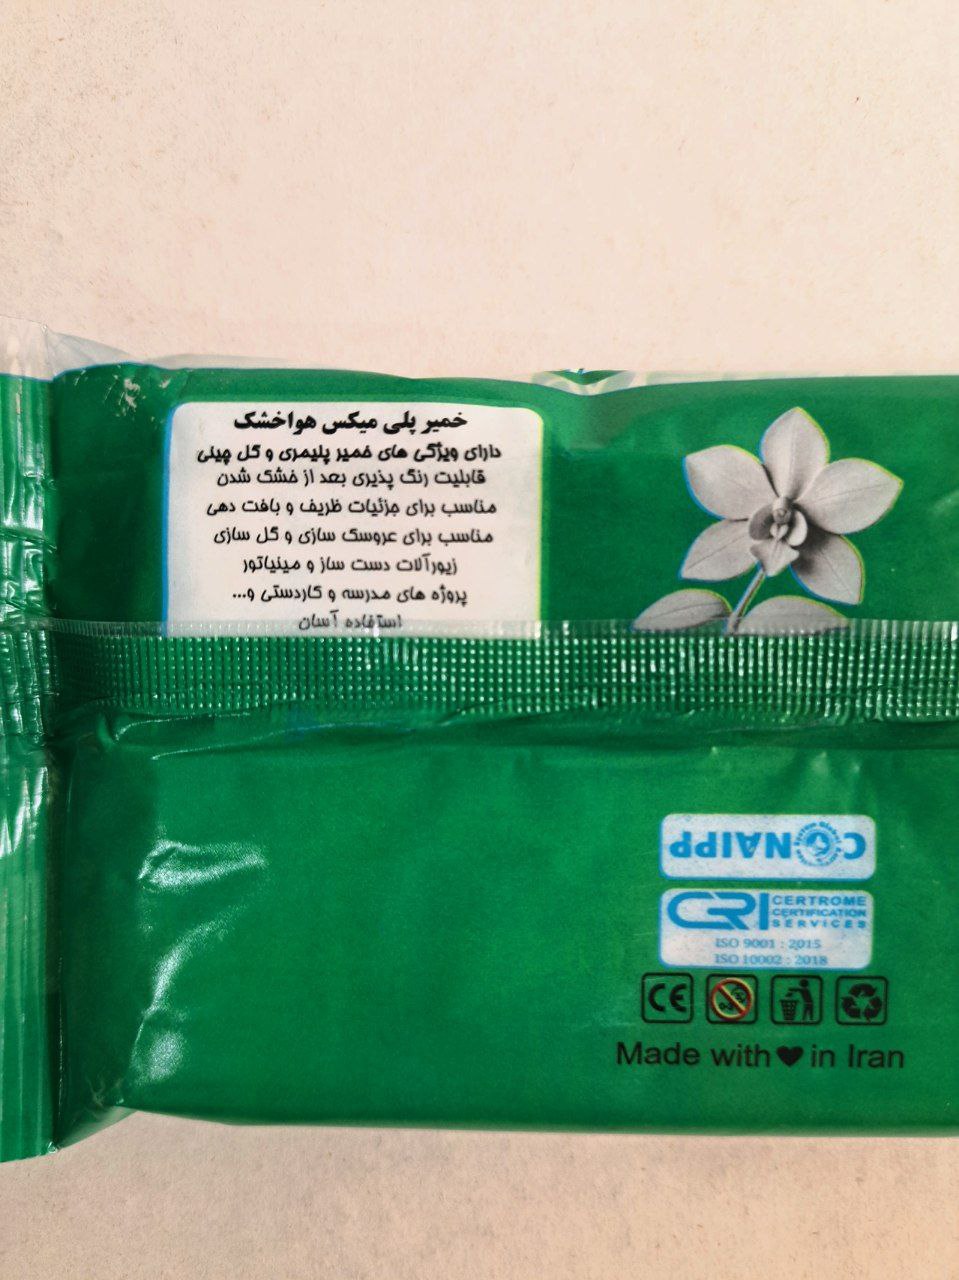 خمیر پلی میکس هواخشک
دارای ویژگی های خمیر پلیمری و گل چینی
قابلیت رنگ پذیری بعد از خشک شدن
مناسب برای جزئیات ظریف و بافت دهی
مناسب برای عروسک سازی و گل سازی
زیورآلات دست ساز و مینیاتور
پروژه های مدرسه و کاردستی و...
استفاده آسان
CONAIPP
CRI CERTROME
CERTIFICATION
SERVICES
ISO 9001 : 2015
ISO 10002 : 2018
CE
Made with ❤ in Iran